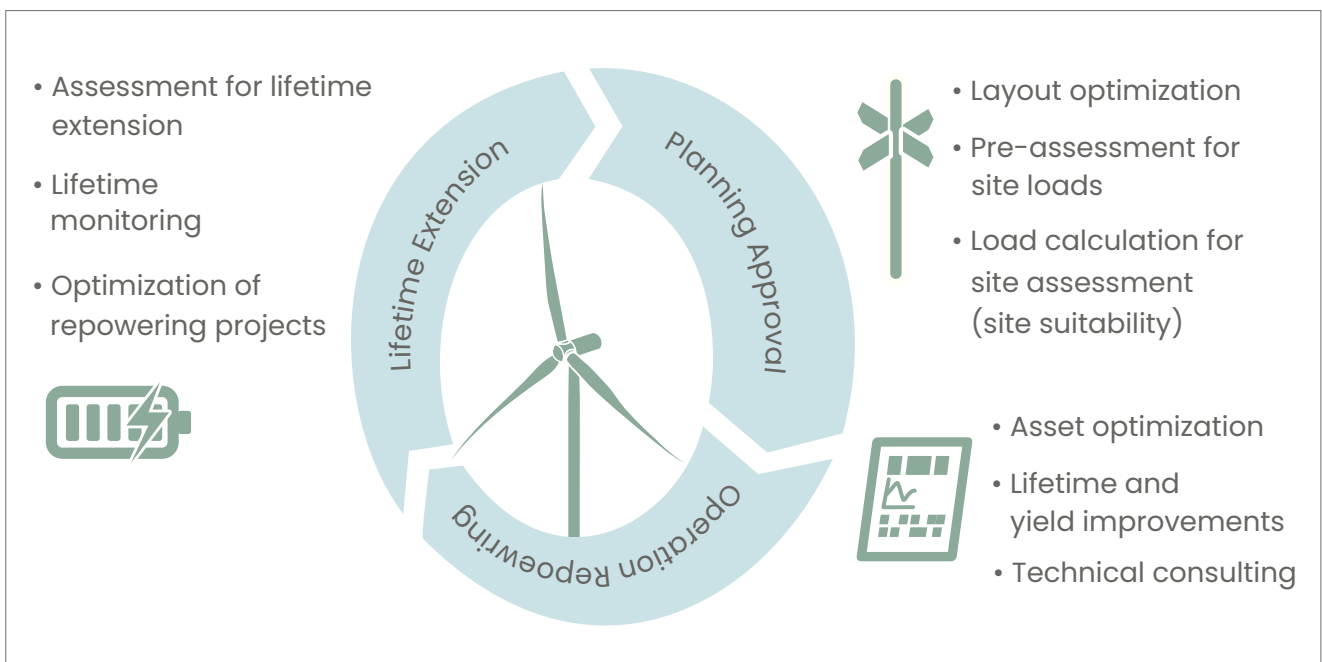 • Assessment for lifetime
extension
• Lifetime
monitoring
• Optimization of
repowering projects
Lifetime Extension
Planning Approval
Operation Repoewring
• Layout optimization
• Pre-assessment for
site loads
• Load calculation for
site assessment
(site suitability)
• Asset optimization
• Lifetime and
yield improvements
• Technical consulting